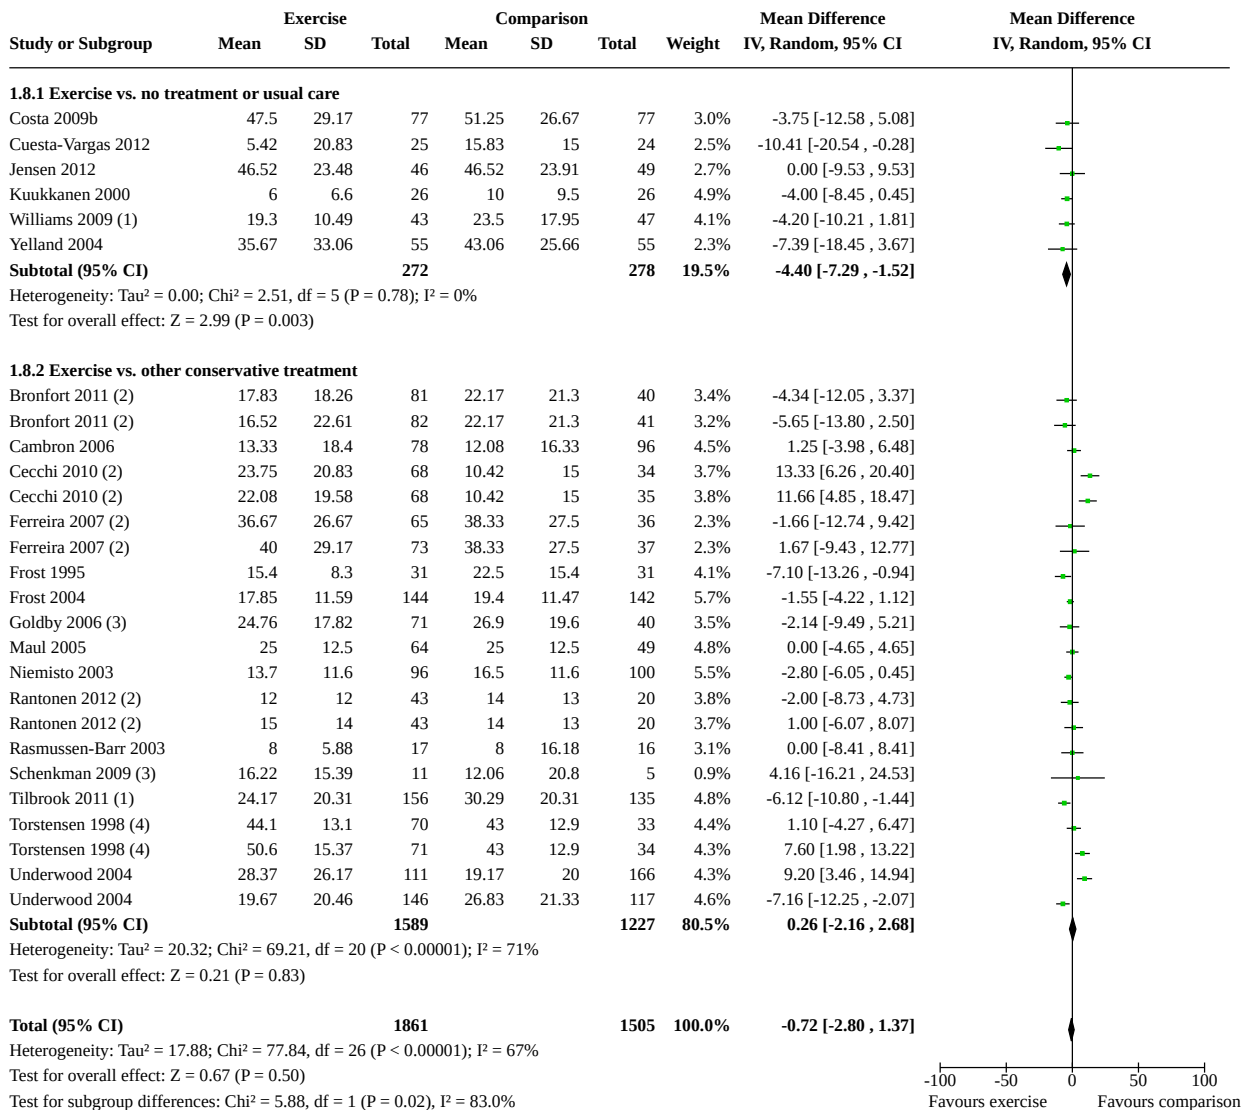 Exercise Comparison Mean Difference Mean Difference
Study or Subgroup Mean SD Total Mean SD Total Weight IV, Random, 95% CI IV, Random, 95% CI
1.8.1 Exercise vs. no treatment or usual care
Costa 2009b 47.5 29.17 77 51.25 26.67 77 3.0% -3.75 [-12.58 , 5.08]
Cuesta-Vargas 2012 5.42 20.83 25 15.83 15 24 2.5% -10.41 [-20.54 , -0.28]
Jensen 2012 46.52 23.48 46 46.52 23.91 49 2.7% 0.00 [-9.53 , 9.53]
Kuukkanen 2000 6 6.6 26 10 9.5 26 4.9% -4.00 [-8.45 , 0.45]
Williams 2009 (1) 19.3 10.49 43 23.5 17.95 47 4.1% -4.20 [-10.21 , 1.81]
Yelland 2004 35.67 33.06 55 43.06 25.66 55 2.3% -7.39 [-18.45 , 3.67]
Subtotal (95% CI) 272 278 19.5% -4.40 [-7.29 , -1.52]
Heterogeneity: Tau² = 0.00; Chi² = 2.51, df = 5 (P = 0.78); I² = 0%
Test for overall effect: Z = 2.99 (P = 0.003)
1.8.2 Exercise vs. other conservative treatment
Bronfort 2011 (2) 17.83 18.26 81 22.17 21.3 40 3.4% -4.34 [-12.05 , 3.37]
Bronfort 2011 (2) 16.52 22.61 82 22.17 21.3 41 3.2% -5.65 [-13.80 , 2.50]
Cambron 2006 13.33 18.4 78 12.08 16.33 96 4.5% 1.25 [-3.98 , 6.48]
Cecchi 2010 (2) 23.75 20.83 68 10.42 15 34 3.7% 13.33 [6.26 , 20.40]
Cecchi 2010 (2) 22.08 19.58 68 10.42 15 35 3.8% 11.66 [4.85 , 18.47]
Ferreira 2007 (2) 36.67 26.67 65 38.33 27.5 36 2.3% -1.66 [-12.74 , 9.42]
Ferreira 2007 (2) 40 29.17 73 38.33 27.5 37 2.3% 1.67 [-9.43 , 12.77]
Frost 1995 15.4 8.3 31 22.5 15.4 31 4.1% -7.10 [-13.26 , -0.94]
Frost 2004 17.85 11.59 144 19.4 11.47 142 5.7% -1.55 [-4.22 , 1.12]
Goldby 2006 (3) 24.76 17.82 71 26.9 19.6 40 3.5% -2.14 [-9.49 , 5.21]
Maul 2005 25 12.5 64 25 12.5 49 4.8% 0.00 [-4.65 , 4.65]
Niemisto 2003 13.7 11.6 96 16.5 11.6 100 5.5% -2.80 [-6.05 , 0.45]
Rantonen 2012 (2) 12 12 43 14 13 20 3.8% -2.00 [-8.73 , 4.73]
Rantonen 2012 (2) 15 14 43 14 13 20 3.7% 1.00 [-6.07 , 8.07]
Rasmussen-Barr 2003 8 5.88 17 8 16.18 16 3.1% 0.00 [-8.41 , 8.41]
Schenkman 2009 (3) 16.22 15.39 11 12.06 20.8 5 0.9% 4.16 [-16.21 , 24.53]
Tilbrook 2011 (1) 24.17 20.31 156 30.29 20.31 135 4.8% -6.12 [-10.80 , -1.44]
Torstensen 1998 (4) 44.1 13.1 70 43 12.9 33 4.4% 1.10 [-4.27 , 6.47]
Torstensen 1998 (4) 50.6 15.37 71 43 12.9 34 4.3% 7.60 [1.98 , 13.22]
Underwood 2004 28.37 26.17 111 19.17 20 166 4.3% 9.20 [3.46 , 14.94]
Underwood 2004 19.67 20.46 146 26.83 21.33 117 4.6% -7.16 [-12.25 , -2.07]
Subtotal (95% CI) 1589 1227 80.5% 0.26 [-2.16 , 2.68]
Heterogeneity: Tau² = 20.32; Chi² = 69.21, df = 20 (P < 0.00001); I² = 71%
Test for overall effect: Z = 0.21 (P = 0.83)
Total (95% CI) 1861 1505 100.0% -0.72 [-2.80 , 1.37]
Heterogeneity: Tau² = 17.88; Chi² = 77.84, df = 26 (P < 0.00001); I² = 67%
Test for overall effect: Z = 0.67 (P = 0.50)
-100 -50 0 50 100
Test for subgroup differences: Chi² = 5.88, df = 1 (P = 0.02), I² = 83.0%
Favours exercise Favours comparison